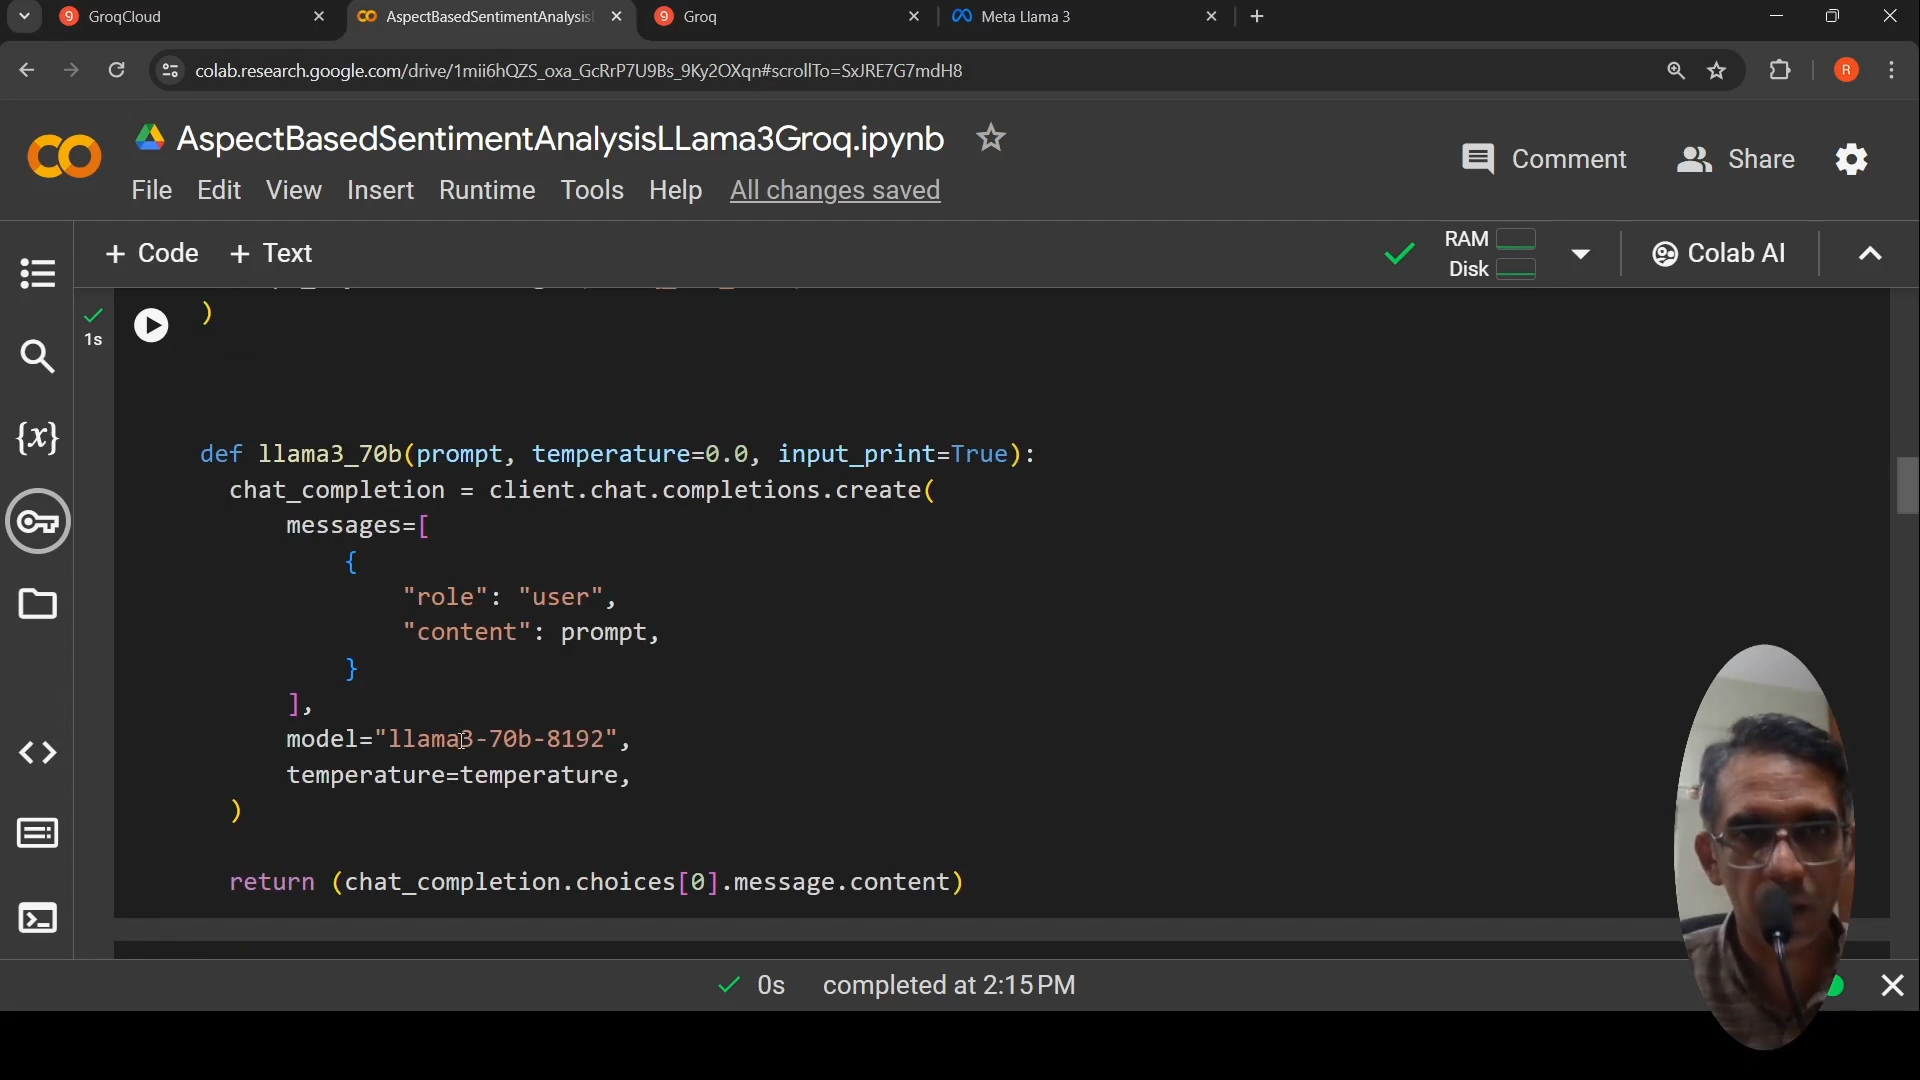 GroqCloud
AspectBasedSentimentAnalysis
Groq
Meta Llama 3
colab.research.google.com/drive/1mii6hQZS_oxa_GcRrP7U9Bs_9Ky2OXqn#scrollTo=SxJRE7G7mdH8
R
AspectBasedSentimentAnalysisLLama3Groq.ipynb
Comment
Share
File Edit View Insert Runtime Tools Help All changes saved
+ Code + Text
RAM
Disk
Colab AI
1s
)
def llama3_70b(prompt, temperature=0.0, input_print=True):
chat_completion = client.chat.completions.create(
messages=[
{
"role": "user",
"content": prompt,
}
],
model="llama3-70b-8192",
temperature=temperature,
)
return (chat_completion.choices[0].message.content)
0s completed at 2:15 PM